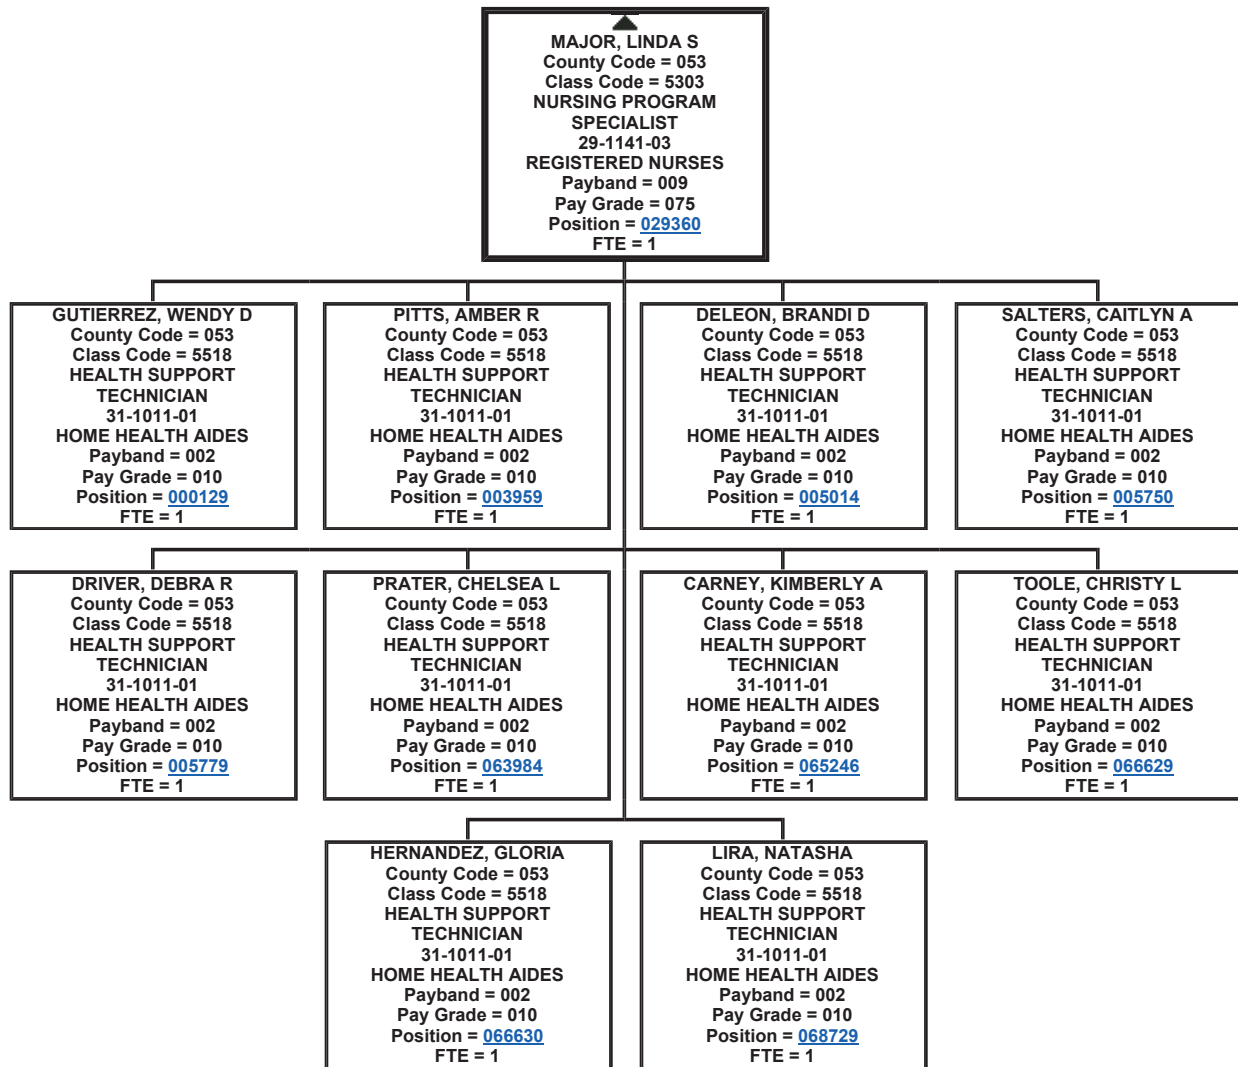 MAJOR, LINDA S
County Code = 053
Class Code = 5303
NURSING PROGRAM
SPECIALIST
29-1141-03
REGISTERED NURSES
Payband = 009
Pay Grade = 075
Position = 029360
FTE = 1
GUTIERREZ, WENDY D
County Code = 053
Class Code = 5518
HEALTH SUPPORT
TECHNICIAN
31-1011-01
HOME HEALTH AIDES
Payband = 002
Pay Grade = 010
Position = 000129
FTE = 1
PITTS, AMBER R
County Code = 053
Class Code = 5518
HEALTH SUPPORT
TECHNICIAN
31-1011-01
HOME HEALTH AIDES
Payband = 002
Pay Grade = 010
Position = 003959
FTE = 1
DELEON, BRANDI D
County Code = 053
Class Code = 5518
HEALTH SUPPORT
TECHNICIAN
31-1011-01
HOME HEALTH AIDES
Payband = 002
Pay Grade = 010
Position = 005014
FTE = 1
SALTERS, CAITLYN A
County Code = 053
Class Code = 5518
HEALTH SUPPORT
TECHNICIAN
31-1011-01
HOME HEALTH AIDES
Payband = 002
Pay Grade = 010
Position = 005750
FTE = 1
DRIVER, DEBRA R
County Code = 053
Class Code = 5518
HEALTH SUPPORT
TECHNICIAN
31-1011-01
HOME HEALTH AIDES
Payband = 002
Pay Grade = 010
Position = 005779
FTE = 1
PRATER, CHELSEA L
County Code = 053
Class Code = 5518
HEALTH SUPPORT
TECHNICIAN
31-1011-01
HOME HEALTH AIDES
Payband = 002
Pay Grade = 010
Position = 063984
FTE = 1
CARNEY, KIMBERLY A
County Code = 053
Class Code = 5518
HEALTH SUPPORT
TECHNICIAN
31-1011-01
HOME HEALTH AIDES
Payband = 002
Pay Grade = 010
Position = 065246
FTE = 1
TOOLE, CHRISTY L
County Code = 053
Class Code = 5518
HEALTH SUPPORT
TECHNICIAN
31-1011-01
HOME HEALTH AIDES
Payband = 002
Pay Grade = 010
Position = 066629
FTE = 1
HERNANDEZ, GLORIA
County Code = 053
Class Code = 5518
HEALTH SUPPORT
TECHNICIAN
31-1011-01
HOME HEALTH AIDES
Payband = 002
Pay Grade = 010
Position = 066630
FTE = 1
LIRA, NATASHA
County Code = 053
Class Code = 5518
HEALTH SUPPORT
TECHNICIAN
31-1011-01
HOME HEALTH AIDES
Payband = 002
Pay Grade = 010
Position = 068729
FTE = 1